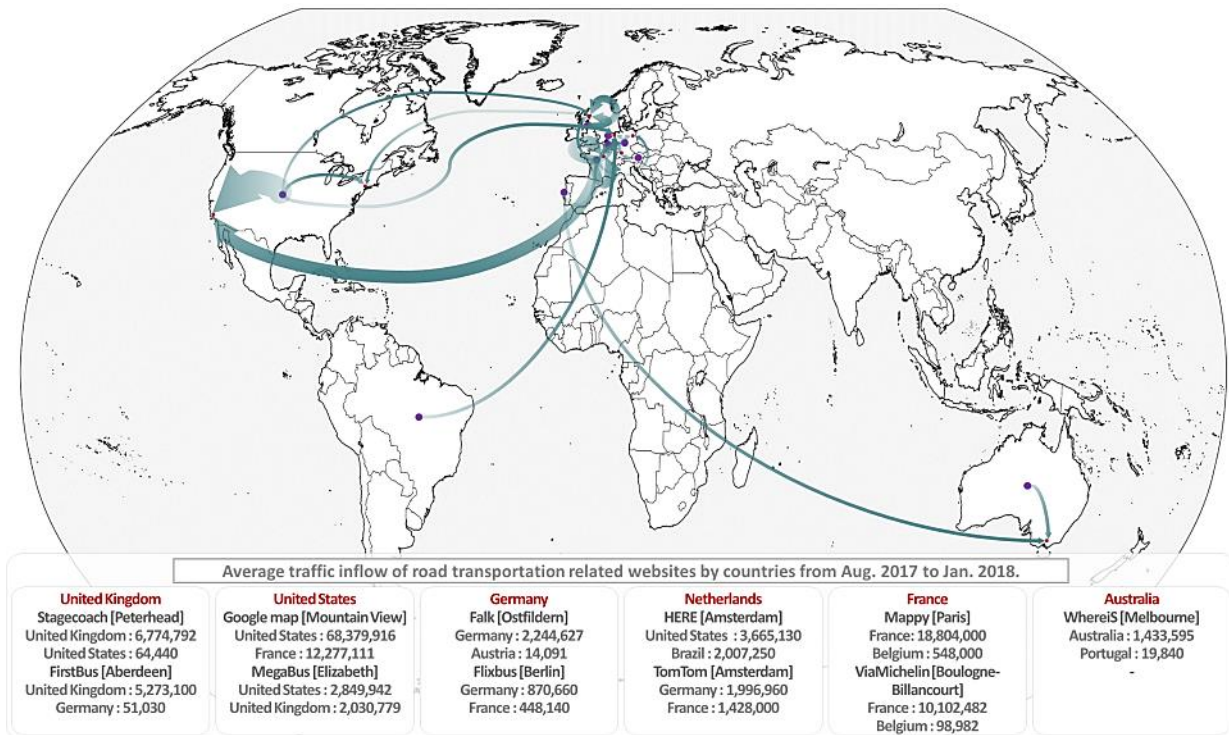 Average traffic inflow of road transportation related websites by countries from Aug. 2017 to Jan. 2018.
United Kingdom
Stagecoach [Peterhead]
United Kingdom : 6,774,792
United States : 64,440
FirstBus [Aberdeen]
United Kingdom : 5,273,100
Germany : 51,030
United States
Google map [Mountain View]
United States : 68,379,916
France : 12,277,111
MegaBus [Elizabeth]
United States : 2,849,942
United Kingdom : 2,030,779
Germany
Falk [Ostfildern]
Germany : 2,244,627
Austria : 14,091
Flixbus [Berlin]
Germany : 870,660
France : 448,140
Netherlands
HERE [Amsterdam]
United States : 3,665,130
Brazil : 2,007,250
TomTom [Amsterdam]
Germany : 1,996,960
France : 1,428,000
France
Mappy [Paris]
France: 18,804,000
Belgium : 548,000
ViaMichelin [Boulogne-
Billancourt]
France : 10,102,482
Belgium : 98,982
Australia
WhereiS [Melbourne]
Australia : 1,433,595
Portugal : 19,840
-